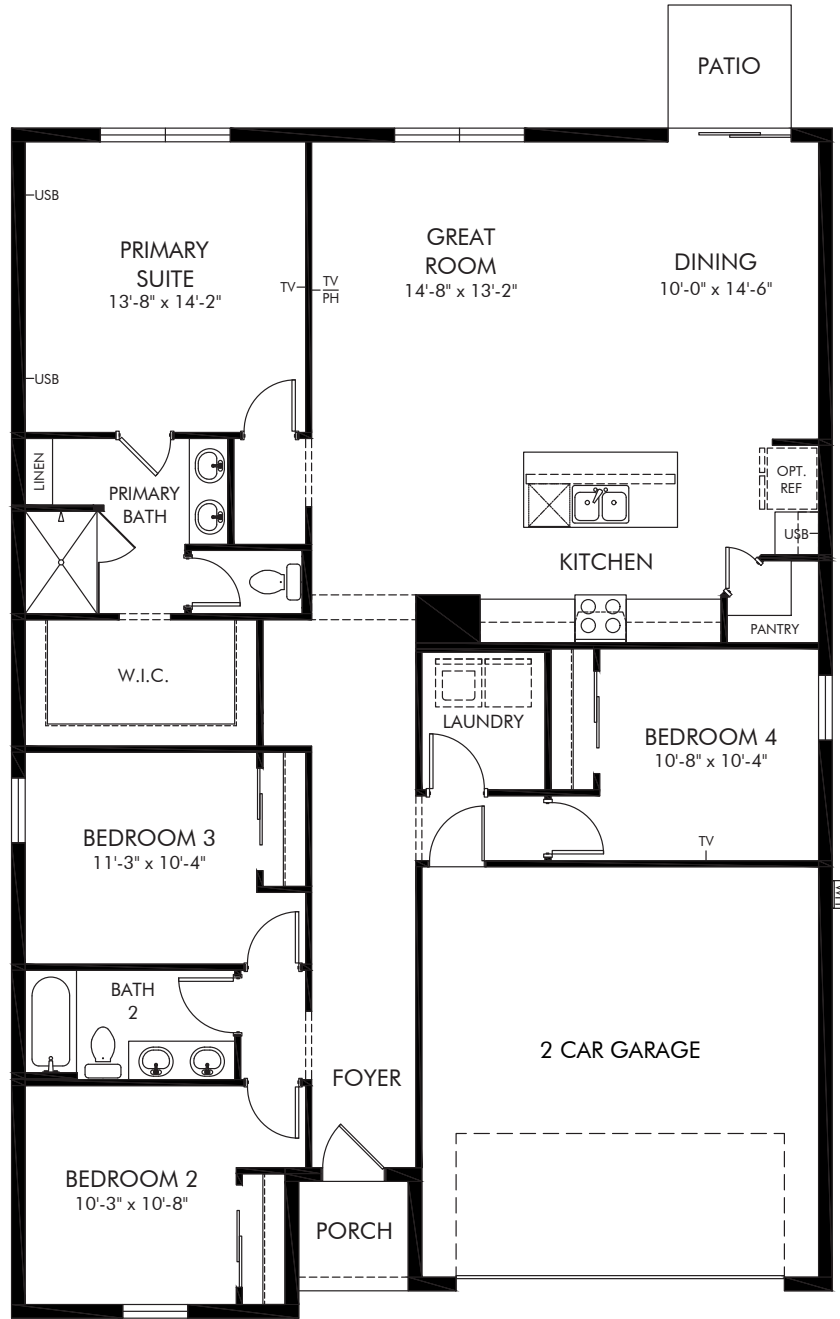 PATIO
USB
PRIMARY
SUITE
13'-8" x 14'-2"
TV
TV
PH
GREAT
ROOM
14'-8" x 13'-2"
DINING
10'-0" x 14'-6"
USB
LINEN
PRIMARY
BATH
OPT.
REF
USB
KITCHEN
PANTRY
W.I.C.
LAUNDRY
BEDROOM 4
10'-8" x 10'-4"
TV
BEDROOM 3
11'-3" x 10'-4"
BATH
2
FOYER
2 CAR GARAGE
BEDROOM 2
10'-3" x 10'-8"
PORCH